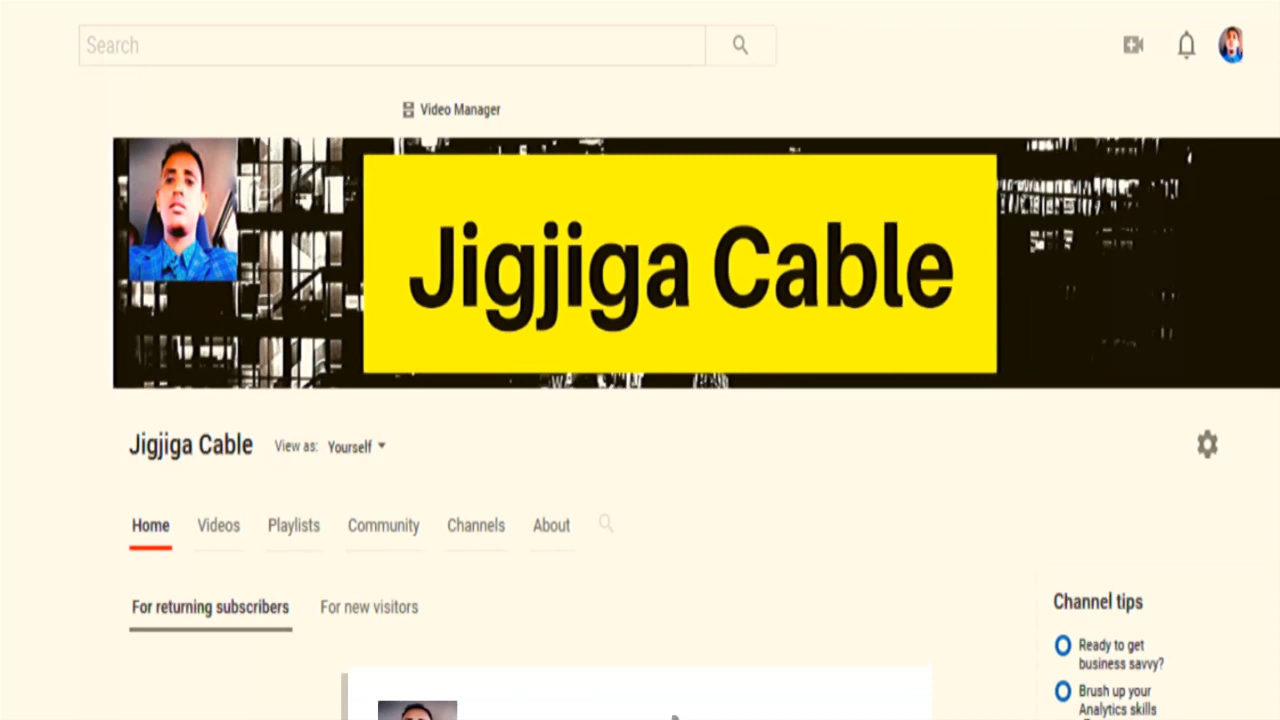 Search
Video Manager
Jigjiga Cable
Jigjiga Cable View as: Yourself
Home Videos Playlists Community Channels About
For returning subscribers For new visitors
Channel tips
Ready to get
business savvy?
Brush up your
Analytics skills